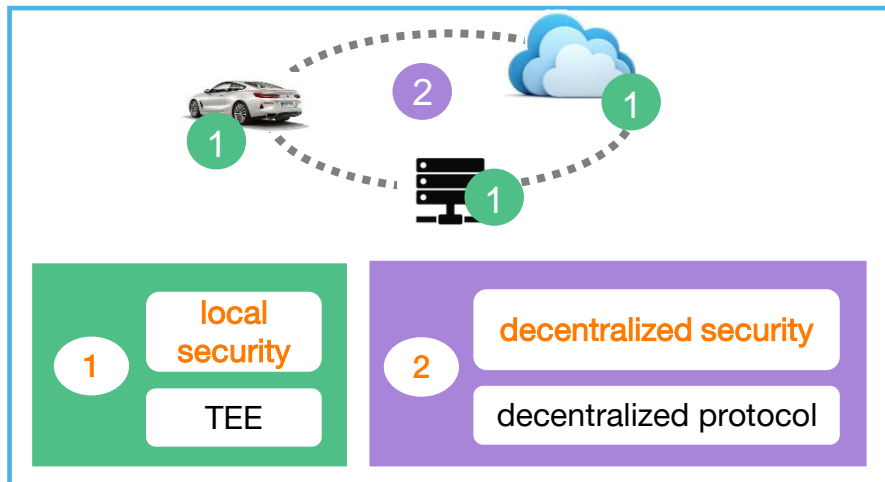 2
1
1
1
local
security
1
TEE
decentralized security
2
decentralized protocol